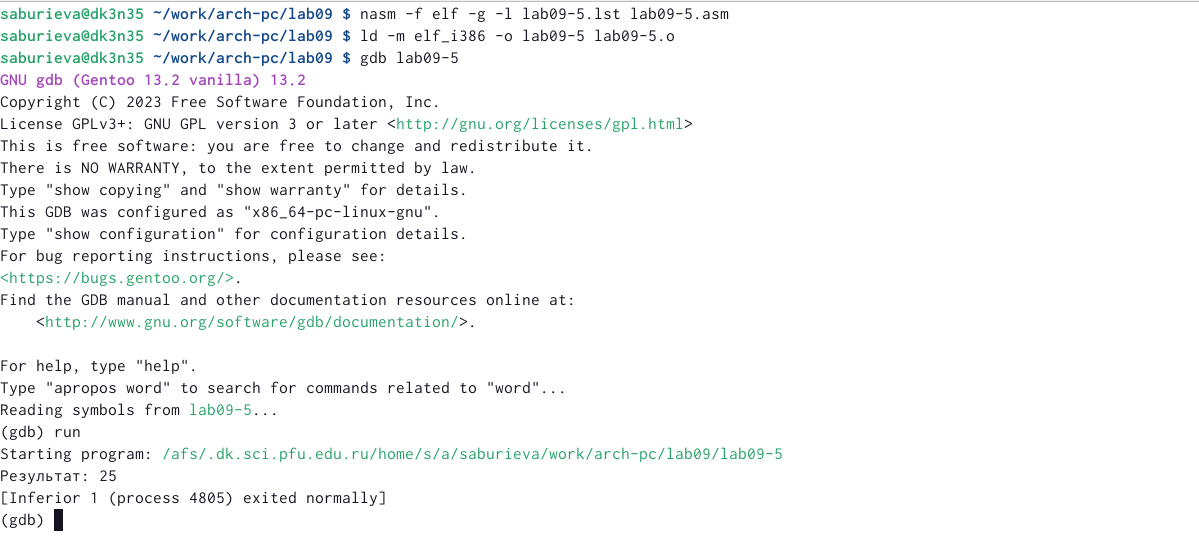 saburieva@dk3n35 ~/work/arch-pc/lab09 $ nasm -f elf -g -l lab09-5.lst lab09-5.asm
saburieva@dk3n35 ~/work/arch-pc/lab09 $ ld -m elf_i386 -o lab09-5 lab09-5.o
saburieva@dk3n35 ~/work/arch-pc/lab09 $ gdb lab09-5
GNU gdb (Gentoo 13.2 vanilla) 13.2
Copyright (C) 2023 Free Software Foundation, Inc.
License GPLv3+: GNU GPL version 3 or later <http://gnu.org/licenses/gpl.html>
This is free software: you are free to change and redistribute it.
There is NO WARRANTY, to the extent permitted by law.
Type "show copying" and "show warranty" for details.
This GDB was configured as "x86_64-pc-linux-gnu".
Type "show configuration" for configuration details.
For bug reporting instructions, please see:
<https://bugs.gentoo.org/>.
Find the GDB manual and other documentation resources online at:
    <http://www.gnu.org/software/gdb/documentation/>.

For help, type "help".
Type "apropos word" to search for commands related to "word"...
Reading symbols from lab09-5...
(gdb) run
Starting program: /afs/.dk.sci.pfu.edu.ru/home/s/a/saburieva/work/arch-pc/lab09/lab09-5
Результат: 25
[Inferior 1 (process 4805) exited normally]
(gdb)